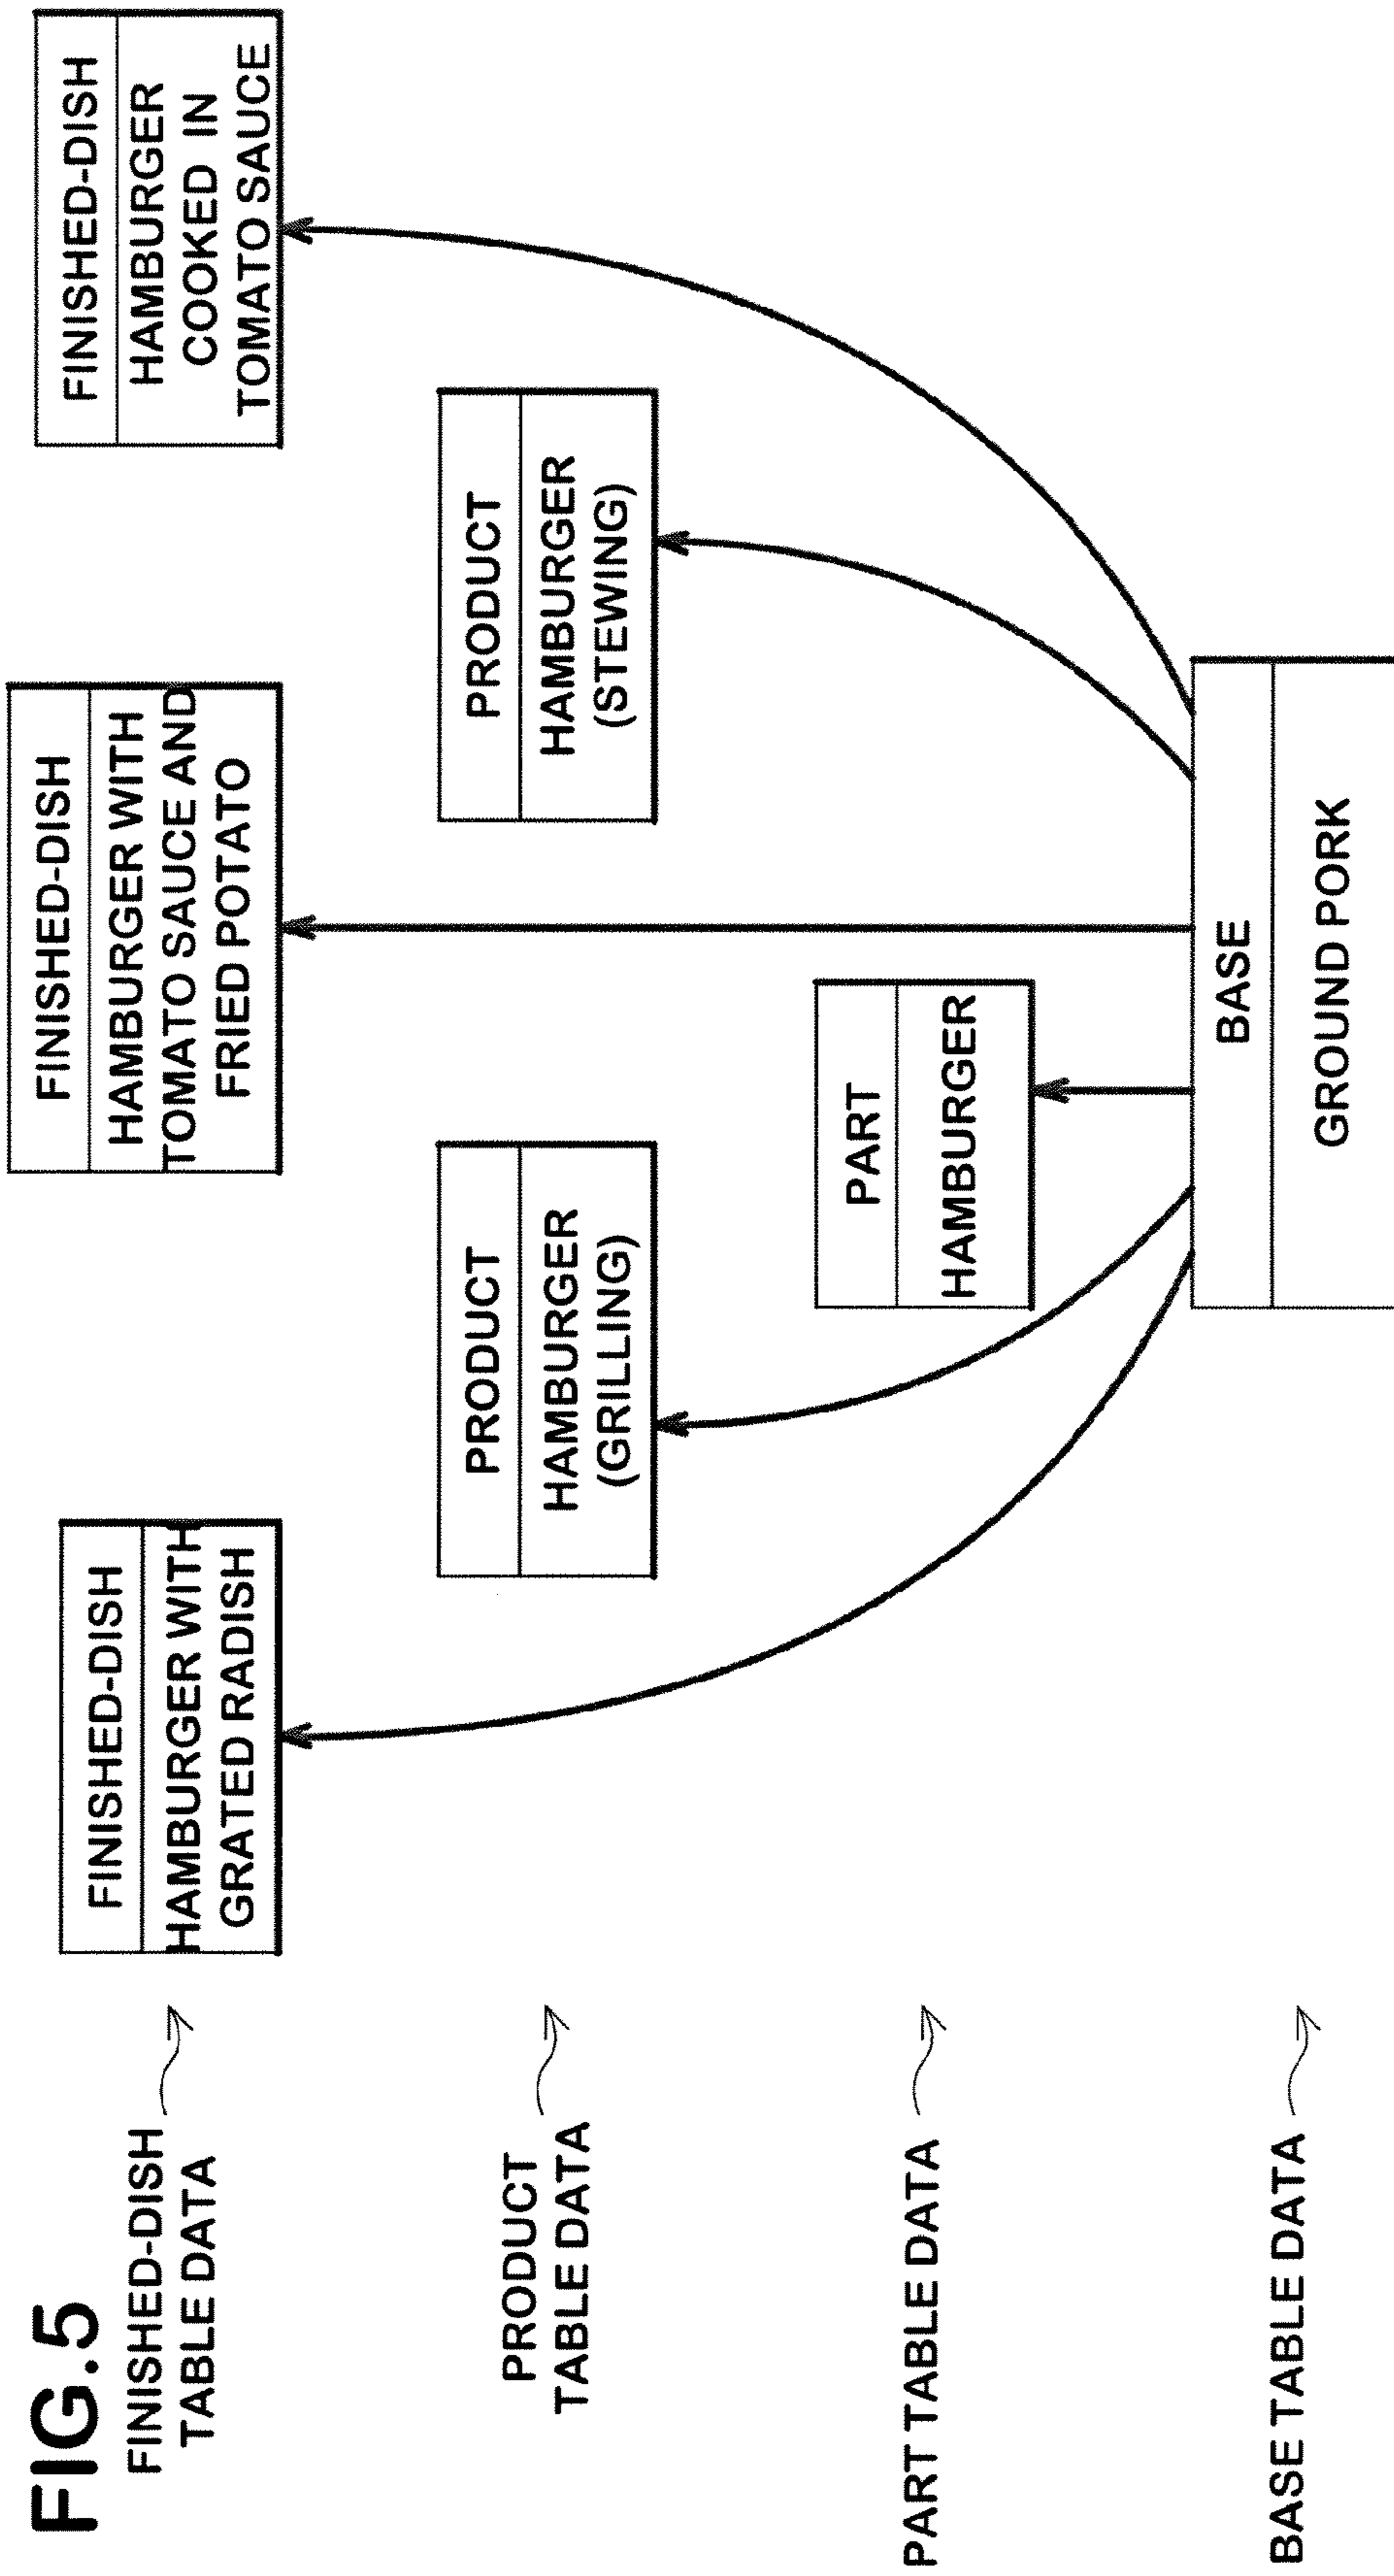 FIG.5
FINISHED-DISH
TABLE DATA
FINISHED-DISH
HAMBURGER WITH
GRATED RADISH
FINISHED-DISH
HAMBURGER WITH
TOMATO SAUCE AND
FRIED POTATO
FINISHED-DISH
HAMBURGER
COOKED IN
TOMATO SAUCE
PRODUCT
TABLE DATA
PRODUCT
HAMBURGER
(GRILLING)
PRODUCT
HAMBURGER
(STEWING)
PART TABLE DATA
PART
HAMBURGER
BASE TABLE DATA
BASE
GROUND PORK